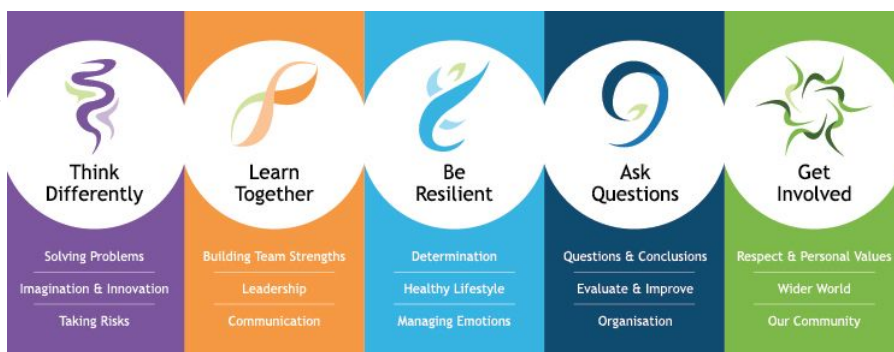 Think
Differently
Solving Problems
Imagination & Innovation
Taking Risks
Learn
Together
Building Team Strengths
Leadership
Communication
Be
Resilient
Determination
Healthy Lifestyle
Managing Emotions
Ask
Questions
Questions & Conclusions
Evaluate & Improve
Organisation
Get
Involved
Respect & Personal Values
Wider World
Our Community